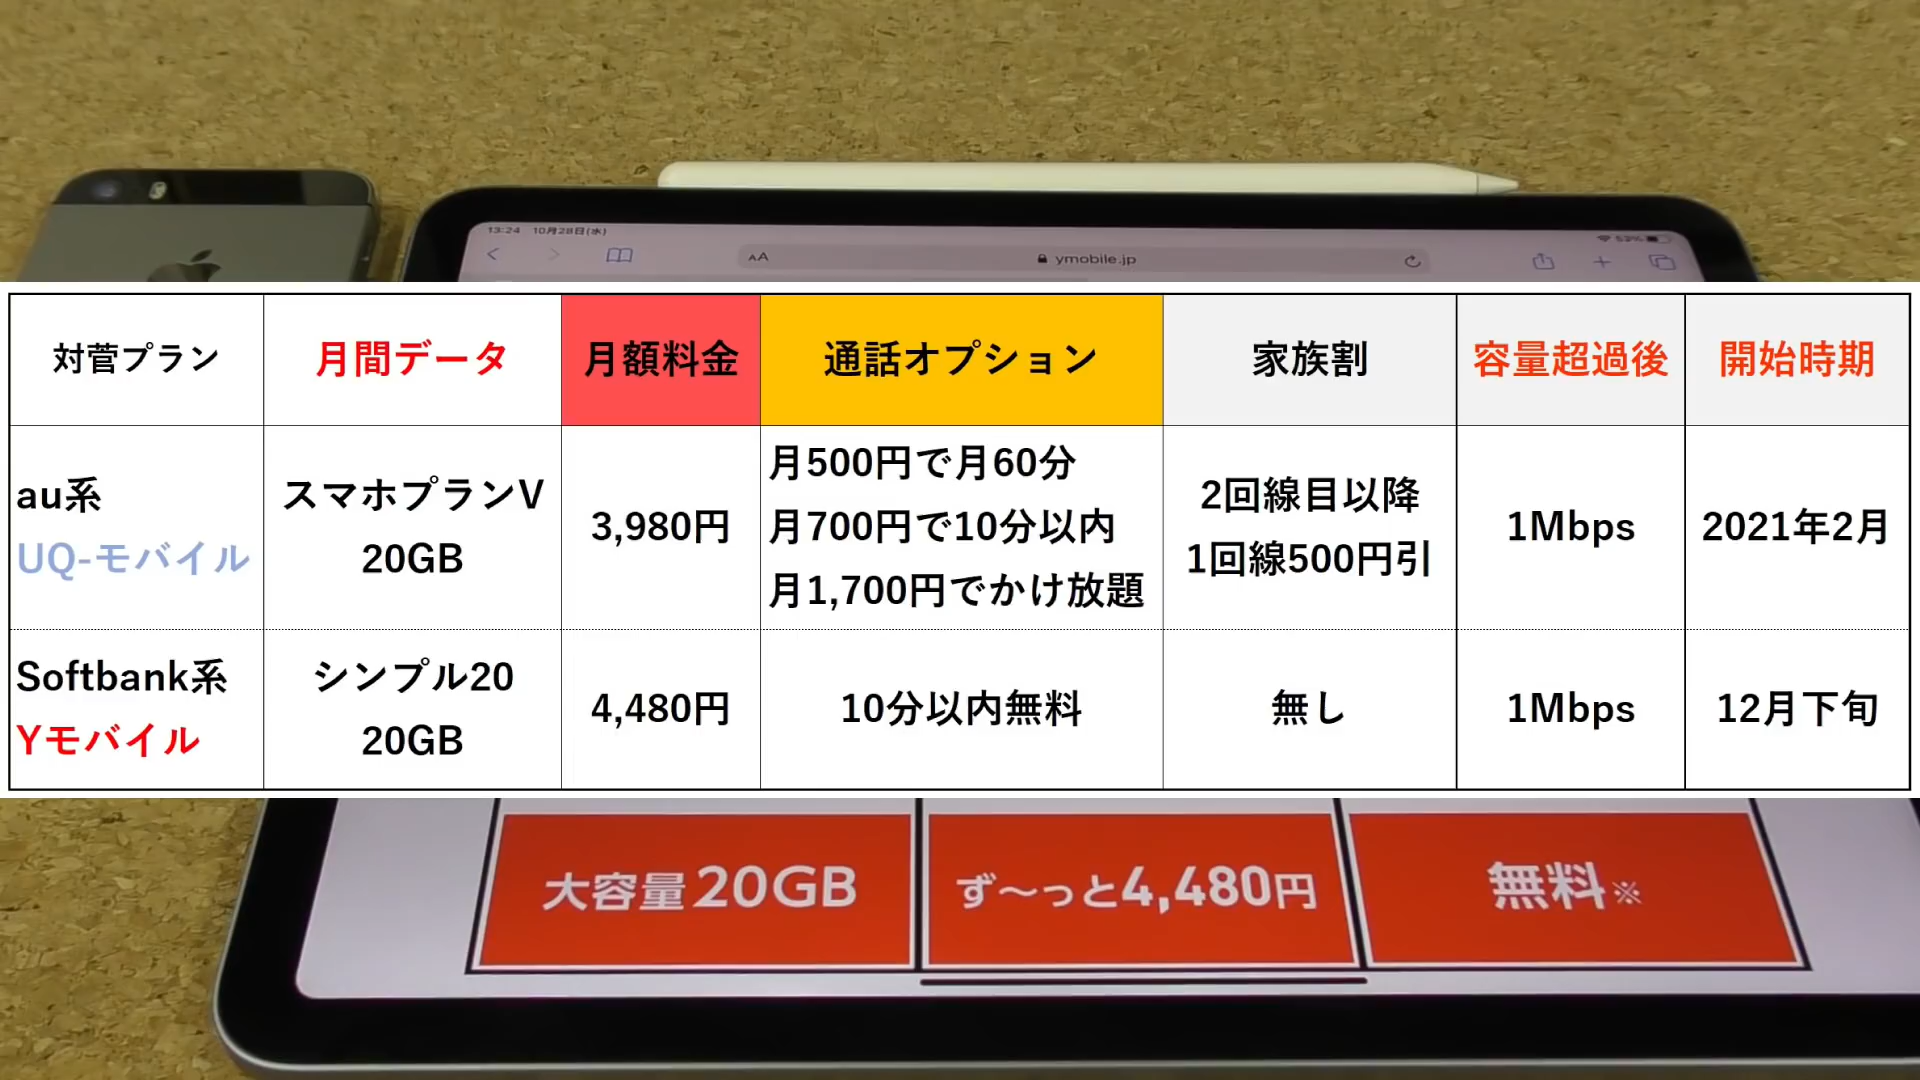 13:24 10月28日(水)
52%
AA
ymobile.jp
対菅プラン
月間データ
月額料金
通話オプション
家族割
容量超過後
開始時期
au系
UQ-モバイル
スマホプランV
20GB
3,980円
月500円で月60分
月700円で10分以内
月1,700円でかけ放題
2回線目以降
1回線500円引
1Mbps
2021年2月
Softbank系
Yモバイル
シンプル20
20GB
4,480円
10分以内無料
無し
1Mbps
12月下旬
大容量20GB
ず〜っと4,480円
無料※